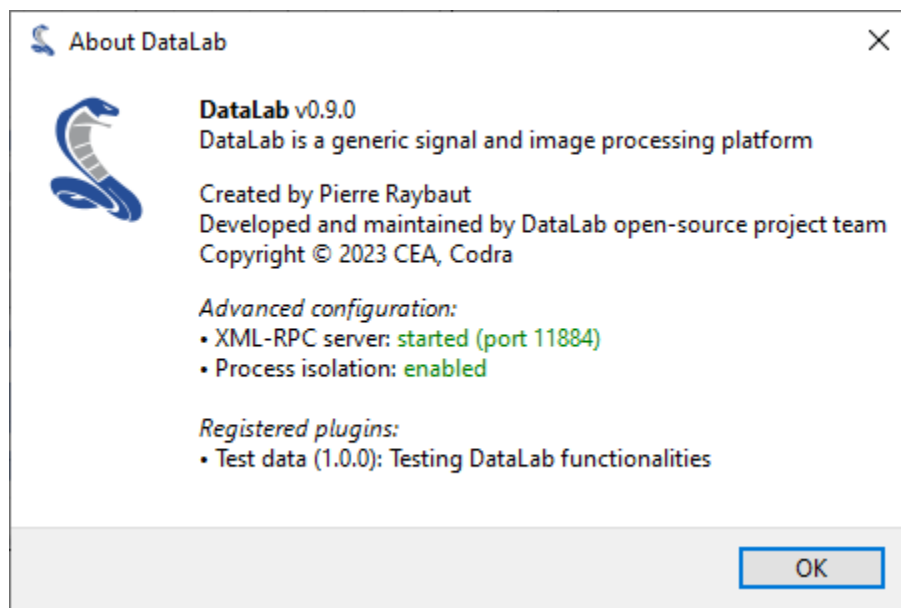 About DataLab
DataLab v0.9.0
DataLab is a generic signal and image processing platform
Created by Pierre Raybaut
Developed and maintained by DataLab open-source project team
Copyright © 2023 CEA, Codra
Advanced configuration:
• XML-RPC server: started (port 11884)
• Process isolation: enabled
Registered plugins:
• Test data (1.0.0): Testing DataLab functionalities
OK